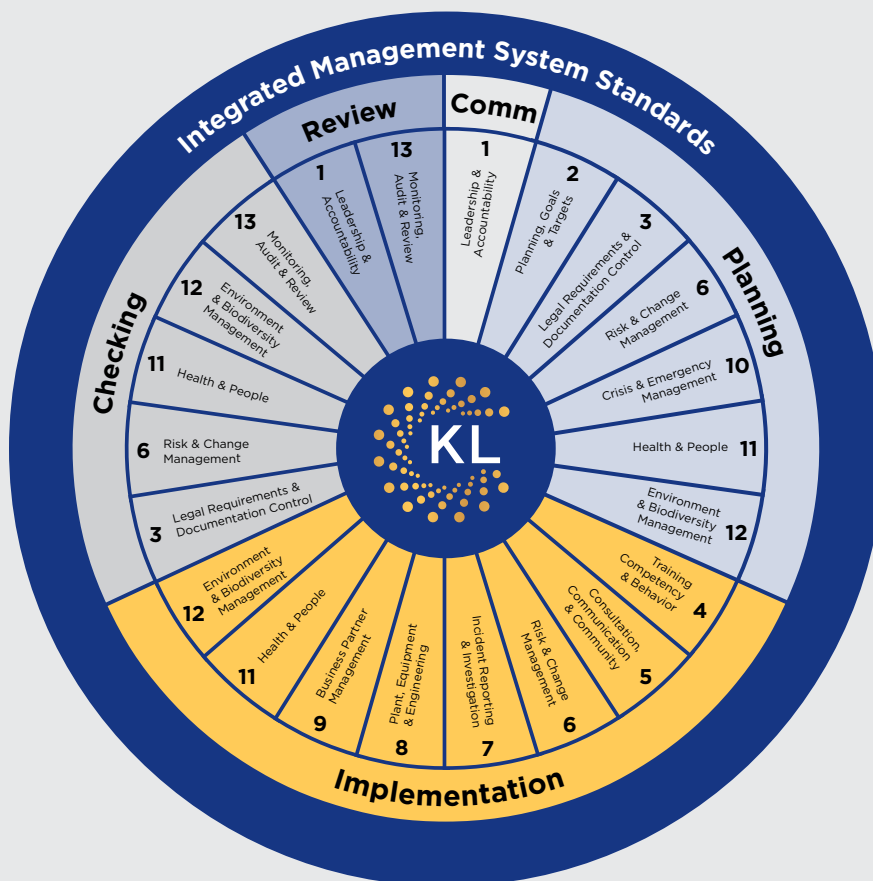 Integrated Management System Standards
Comm
1
Leadership &
Accountability
Planning
2
Planning, Goals
& Targets
3
Legal Requirements &
Documentation Control
6
Risk & Change
Management
10
Crisis & Emergency
Management
11
Health & People
12
Environment
& Biodiversity
Management
Implementation
4
Training
Competency
& Behavior
5
Consultation,
Communication
& Community
6
Risk & Change
Management
7
Incident Reporting
& Investigation
8
Plant, Equipment
& Engineering
9
Business Partner
Management
11
Health & People
12
Environment
& Biodiversity
Management
Checking
3
Legal Requirements &
Documentation Control
6
Risk & Change
Management
11
Health & People
12
Environment
& Biodiversity
Management
13
Monitoring,
Audit & Review
Review
1
Leadership &
Accountability
13
Monitoring,
Audit & Review
KL